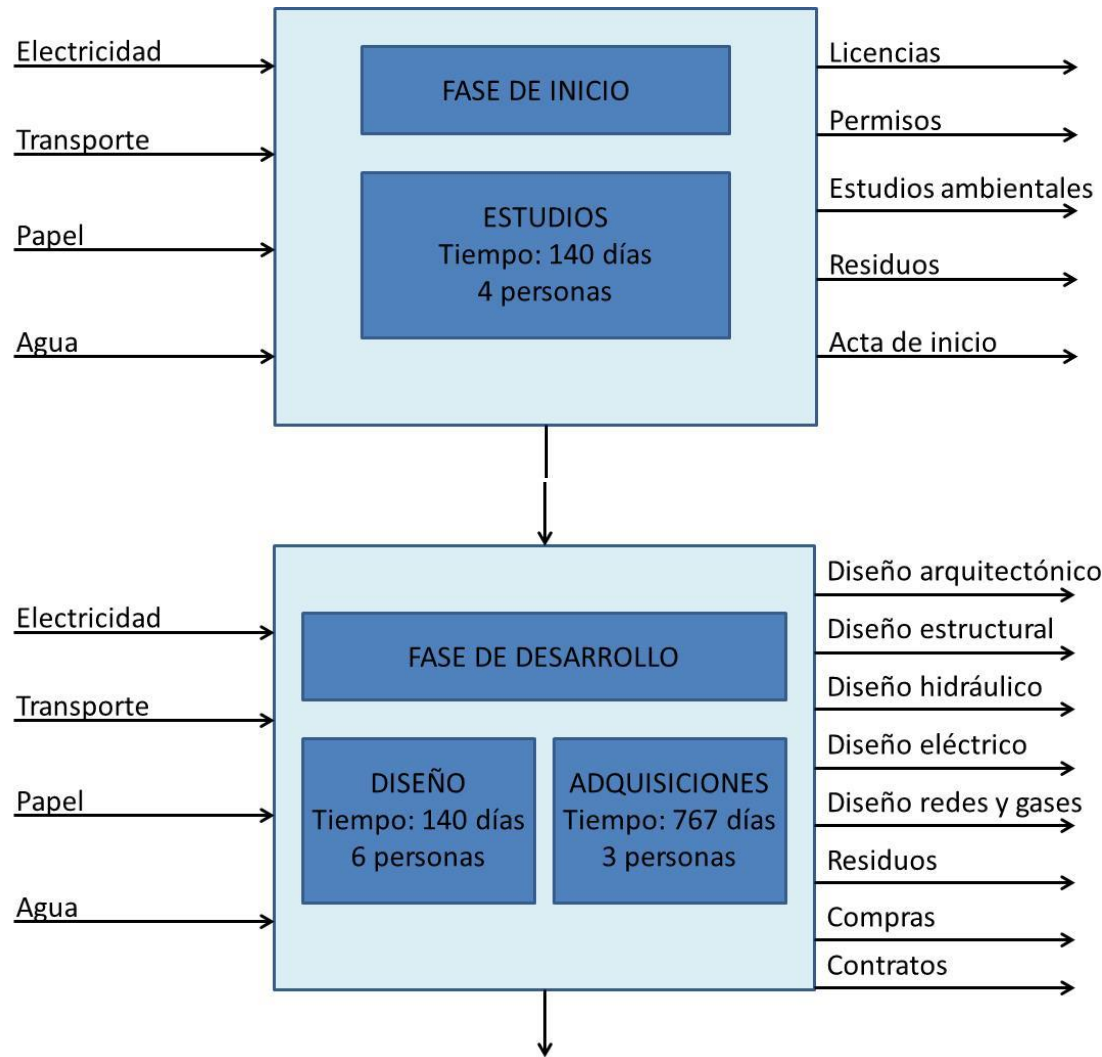 Electricidad
Transporte
Papel
Agua
FASE DE INICIO
ESTUDIOS
Tiempo: 140 días
4 personas
Licencias
Permisos
Estudios ambientales
Residuos
Acta de inicio
Electricidad
Transporte
Papel
Agua
FASE DE DESARROLLO
DISEÑO
Tiempo: 140 días
6 personas
ADQUISICIONES
Tiempo: 767 días
3 personas
Diseño arquitectónico
Diseño estructural
Diseño hidráulico
Diseño eléctrico
Diseño redes y gases
Residuos
Compras
Contratos